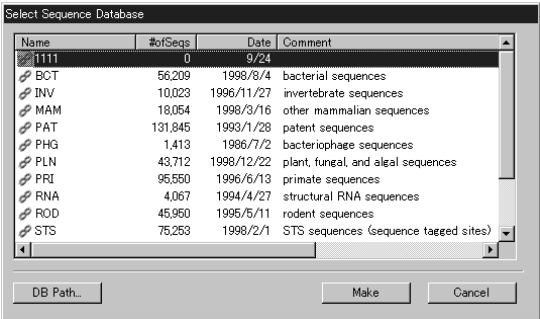 Select Sequence Database
Name #ofSeqs Date Comment
1111 0 9/24
BCT 56,209 1998/8/4 bacterial sequences
INV 10,023 1996/11/27 invertebrate sequences
MAM 18,054 1998/3/16 other mammalian sequences
PAT 131,845 1993/1/28 patent sequences
PHG 1,413 1986/7/2 bacteriophage sequences
PLN 43,712 1998/12/22 plant, fungal, and algal sequences
PRI 95,550 1996/6/13 primate sequences
RNA 4,067 1994/4/27 structural RNA sequences
ROD 45,950 1995/5/11 rodent sequences
STS 75,253 1998/2/1 STS sequences (sequence tagged sites)
DB Path... Make Cancel